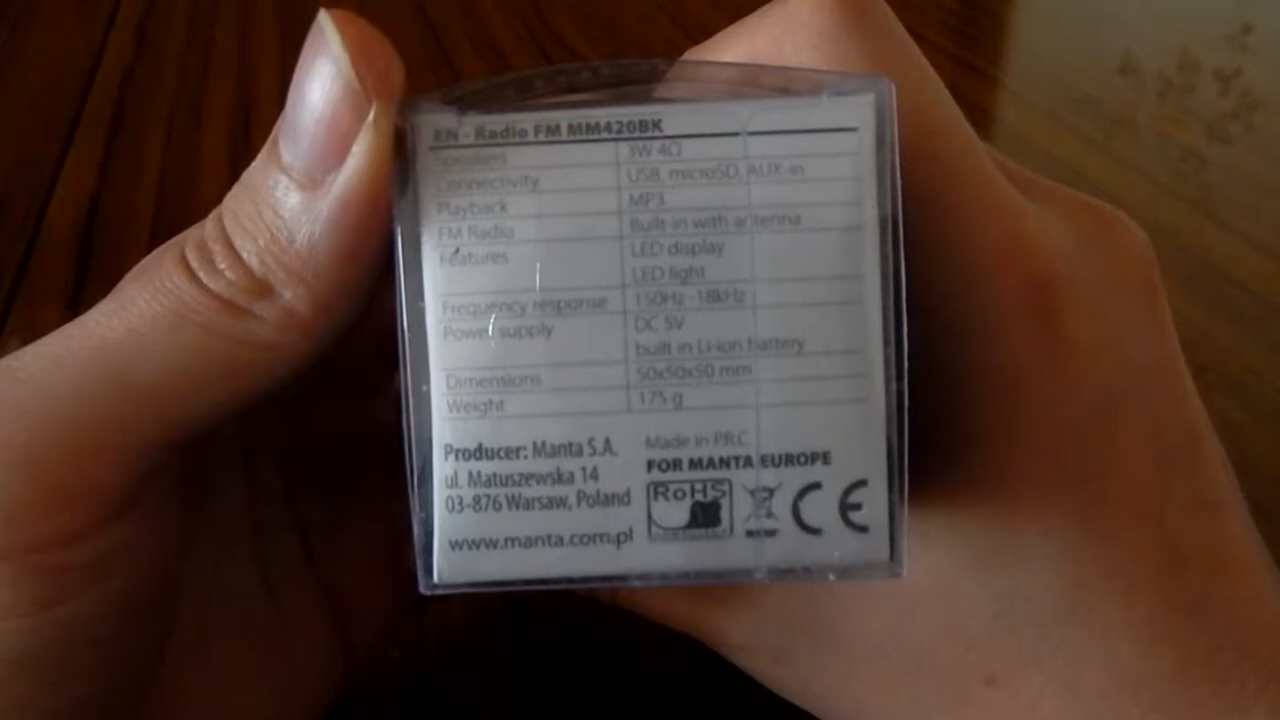 EN - Radio FM MM420BK
Speakers 3W 4Ω
Connectivity USB, microSD, AUX-in
Playback MP3
FM Radio Built-in with antenna
Features LED display
LED light
Frequency response 150Hz -18kHz
Power supply DC 5V
built in Li-ion battery
Dimensions 50x50x50 mm
Weight 175 g
Producer: Manta S.A.
ul. Matuszewska 14
03-876 Warsaw, Poland
www.manta.com.pl
Made in P.R.C.
FOR MANTA EUROPE
RoHS
CE